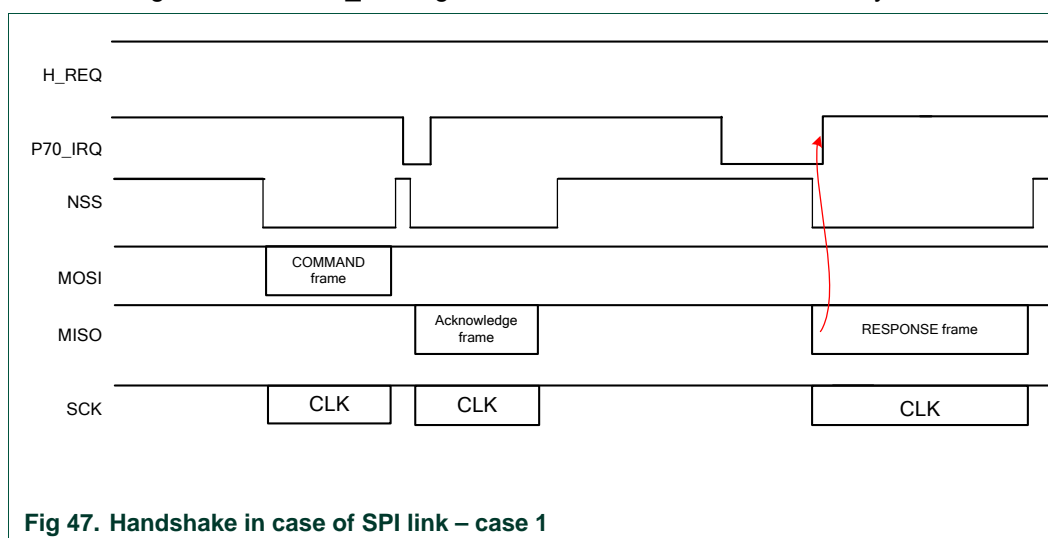 H_REQ
P70_IRQ
NSS
MOSI
COMMAND
frame
MISO
Acknowledge
frame
RESPONSE frame
SCK
CLK
CLK
CLK
Fig 47. Handshake in case of SPI link – case 1